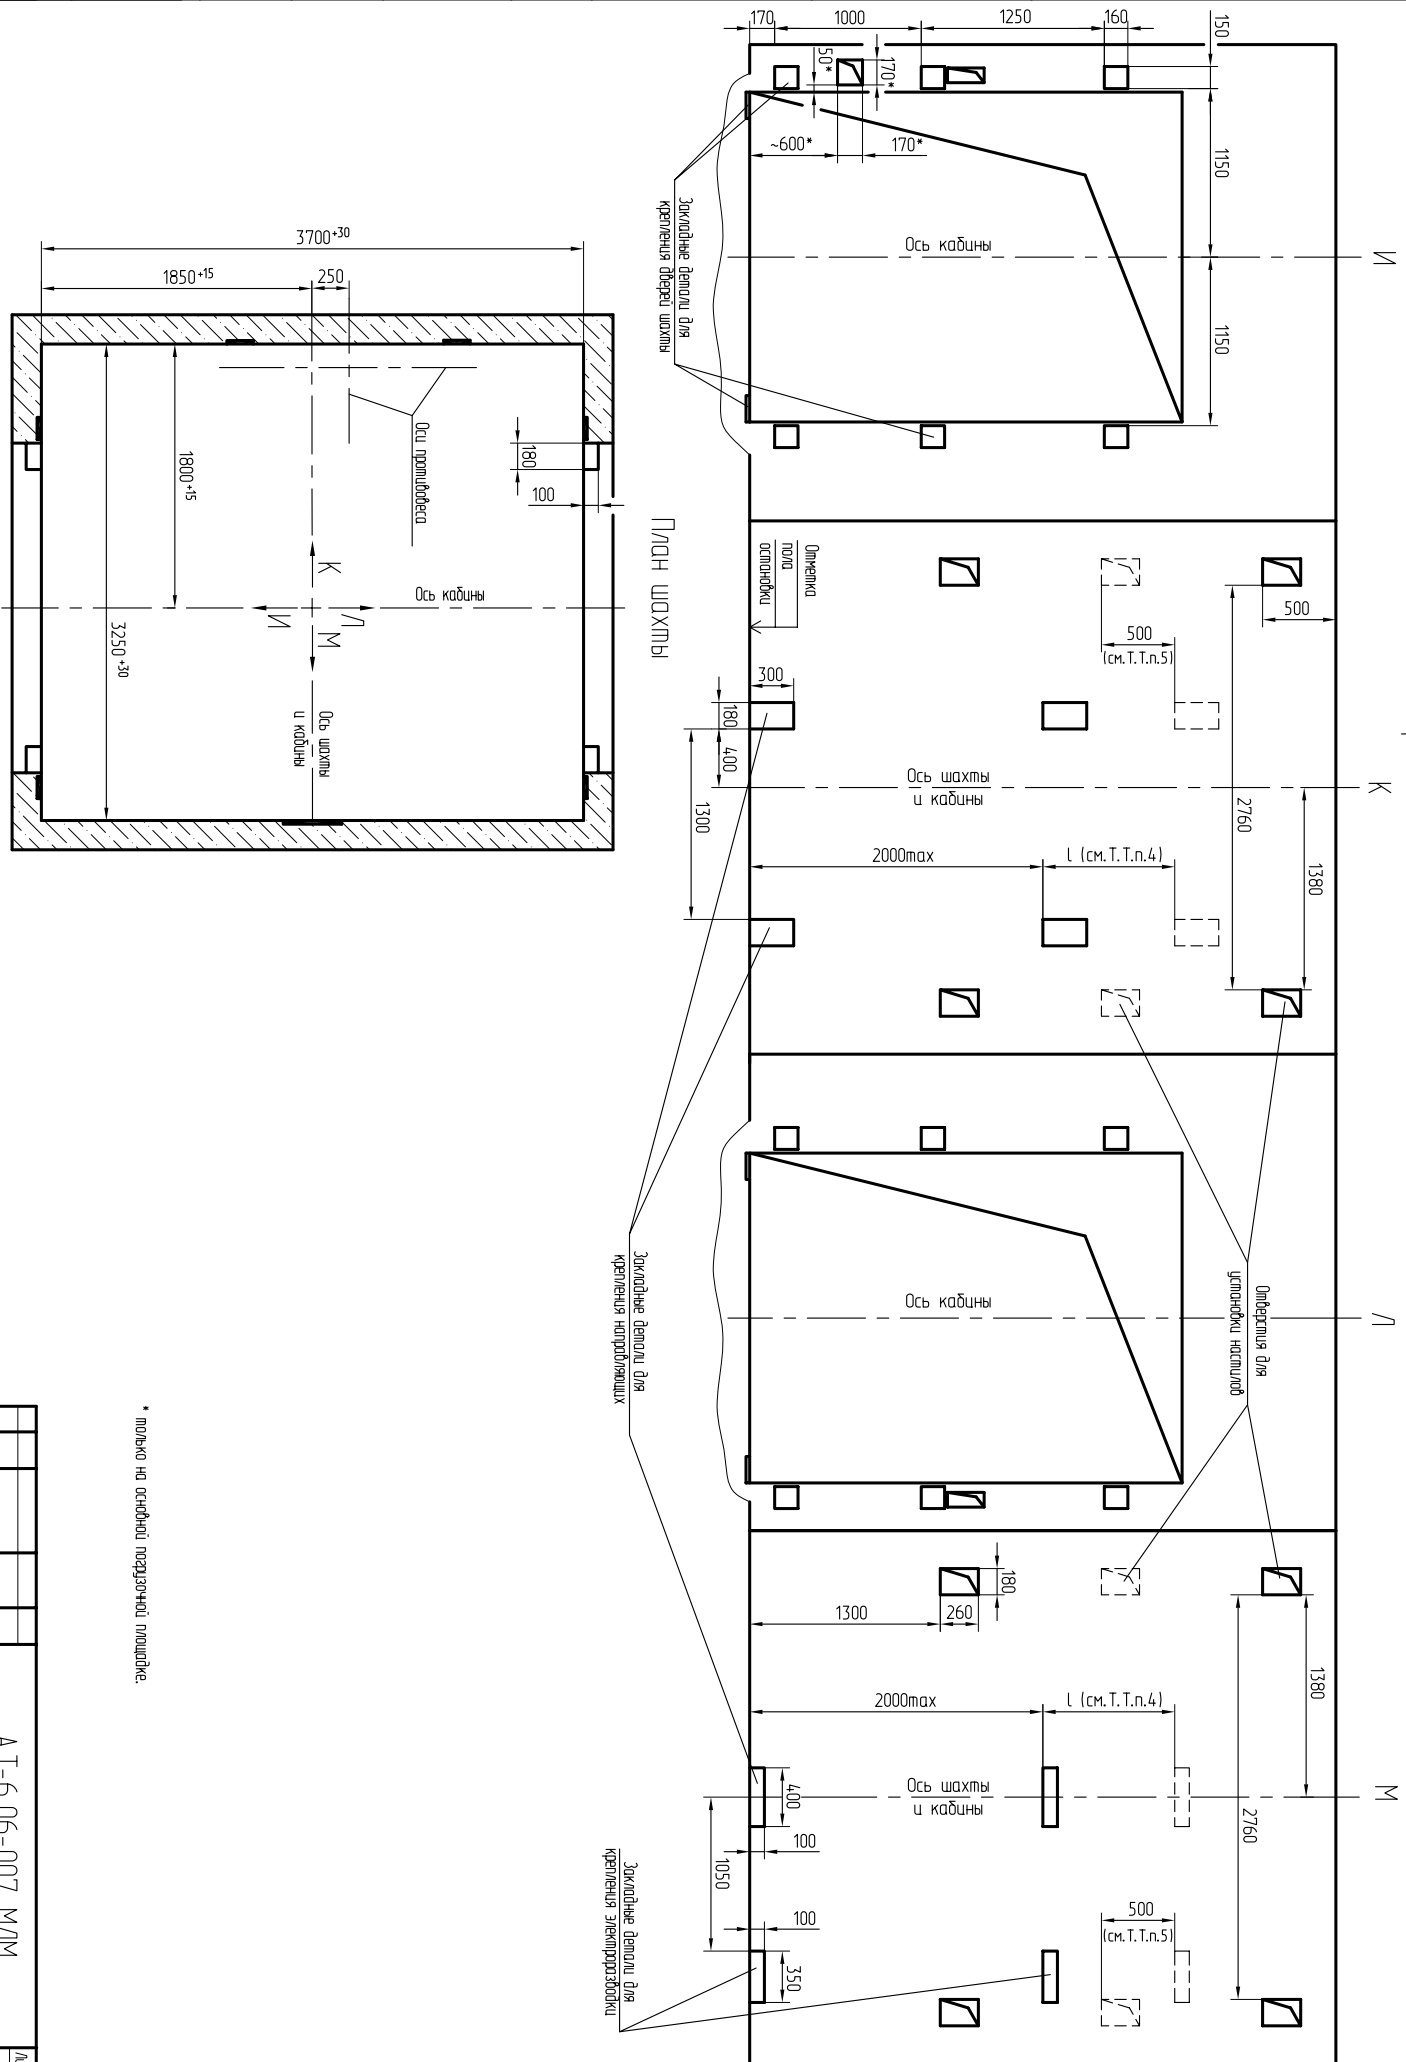 И
К
Л
М
170
1000
1250
160
150
1150
1150
50*
170*
~600*
170*
Ось кабины
Закладные детали для
крепления дверей шахты
Отметка
пола
остановки
500
500
(см.Т.Т.п.5)
300
180
400
1300
Ось шахты
и кабины
2760
1380
2000max
l (см.Т.Т.п.4)
Ось кабины
Отверстия для
установки настилов
Закладные детали для
крепления направляющих
180
1300
260
1380
2000max
l (см.Т.Т.п.4)
400
Ось шахты
и кабины
100
1050
2760
100
350
500
(см.Т.Т.п.5)
Закладные детали для
крепления электроразводки
План шахты
3700+30
1850+15
250
Оси противовеса
180
100
1800+15
3250+30
Ось кабины
К
Л
И
М
Ось шахты
и кабины
* только на основной погрузочной площадке.
АТ-6.06-007 МЛМ